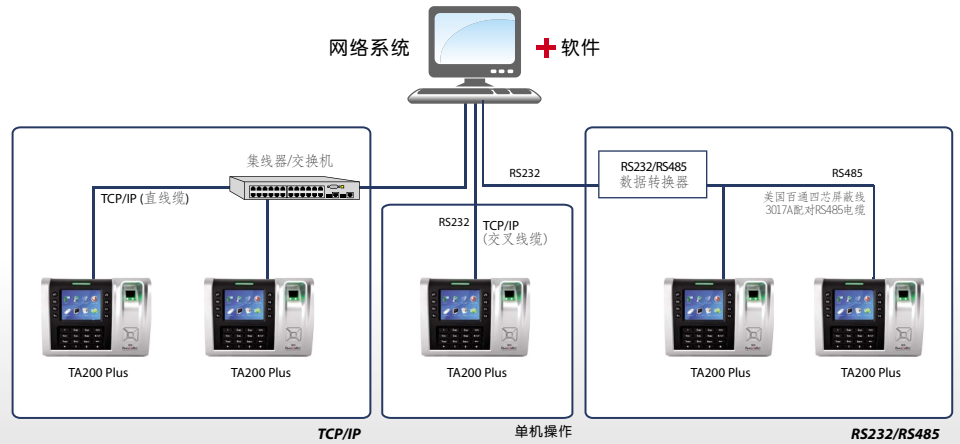 网络系统
软件
集线器/交换机
TCP/IP (直线缆)
RS232
TCP/IP
(交叉线缆)
RS232
RS232/RS485
数据转换器
RS485
美国百通四芯屏蔽线
3017A配对RS485电缆
TA200 Plus
TA200 Plus
TA200 Plus
TA200 Plus
TA200 Plus
TCP/IP
单机操作
RS232/RS485